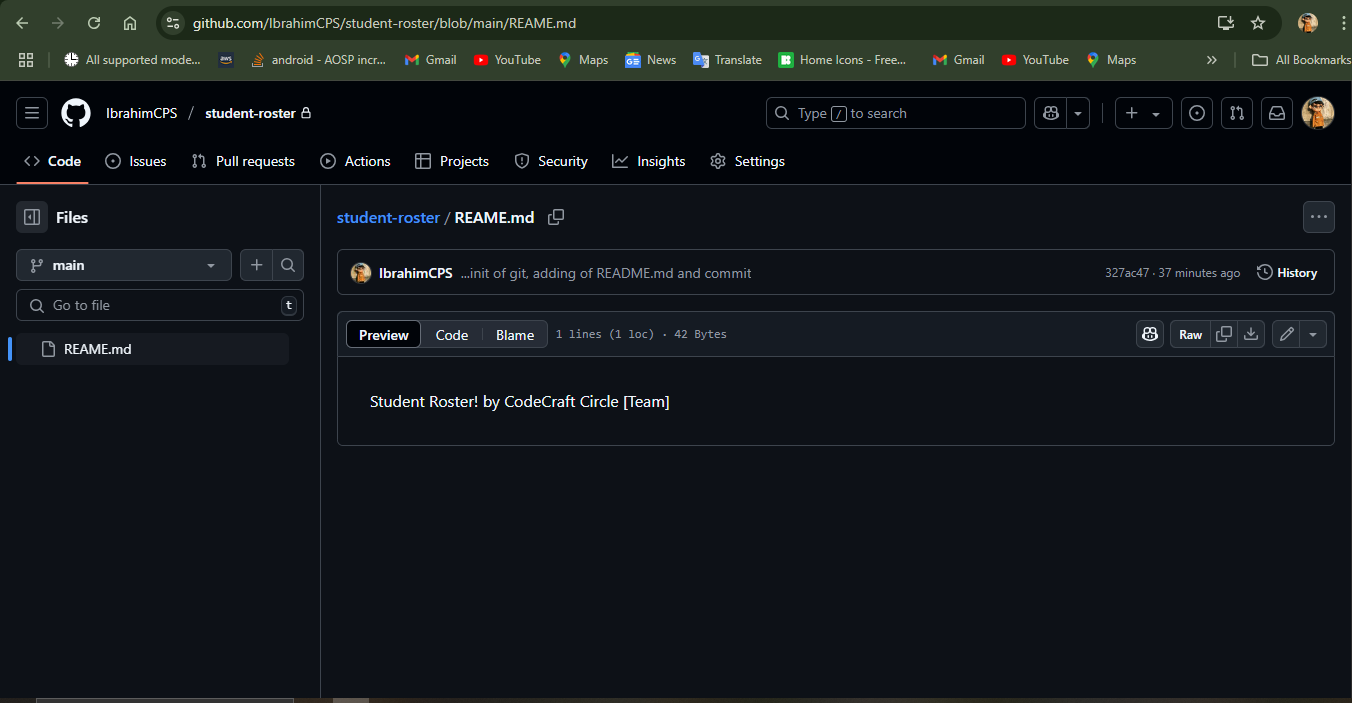 github.com/IbrahimCPS/student-roster/blob/main/REAME.md
All supported mode... aws android - AOSP incr... Gmail YouTube Maps News Translate Home Icons - Free... Gmail YouTube Maps » All Bookmarks
IbrahimCPS / student-roster Type / to search
Code Issues Pull requests Actions Projects Security Insights Settings
Files
student-roster / REAME.md
main
IbrahimCPS ...init of git, adding of README.md and commit 327ac47 · 37 minutes ago History
Go to file t
Preview Code Blame 1 lines (1 loc) · 42 Bytes Raw
REAME.md
Student Roster! by CodeCraft Circle [Team]